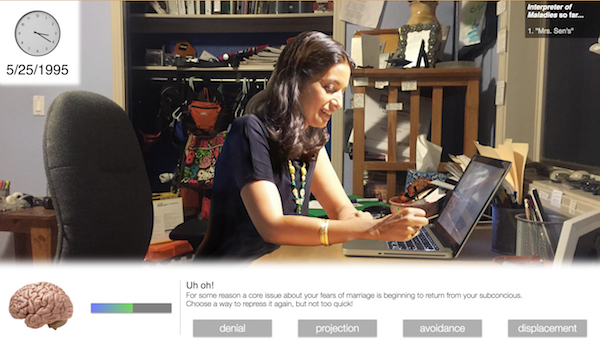 5/25/1995
Interpreter of
Maladies so far...
1. "Mrs. Sen's"
Uh oh!
For some reason a core issue about your fears of marriage is beginning to return from your subconcious.
Choose a way to repress it again, but not too quick!
denial
projection
avoidance
displacement